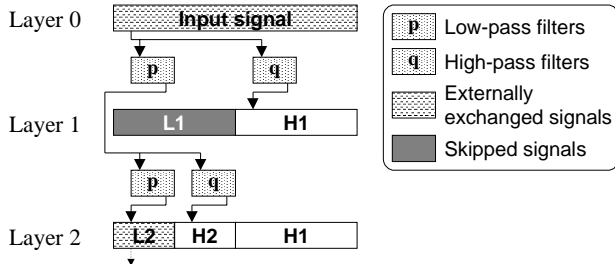 Layer 0
Input signal
p
q
Layer 1
L1
H1
p
q
Layer 2
L2
H2
H1
p
Low-pass filters
q
High-pass filters
Externally
exchanged signals
Skipped signals